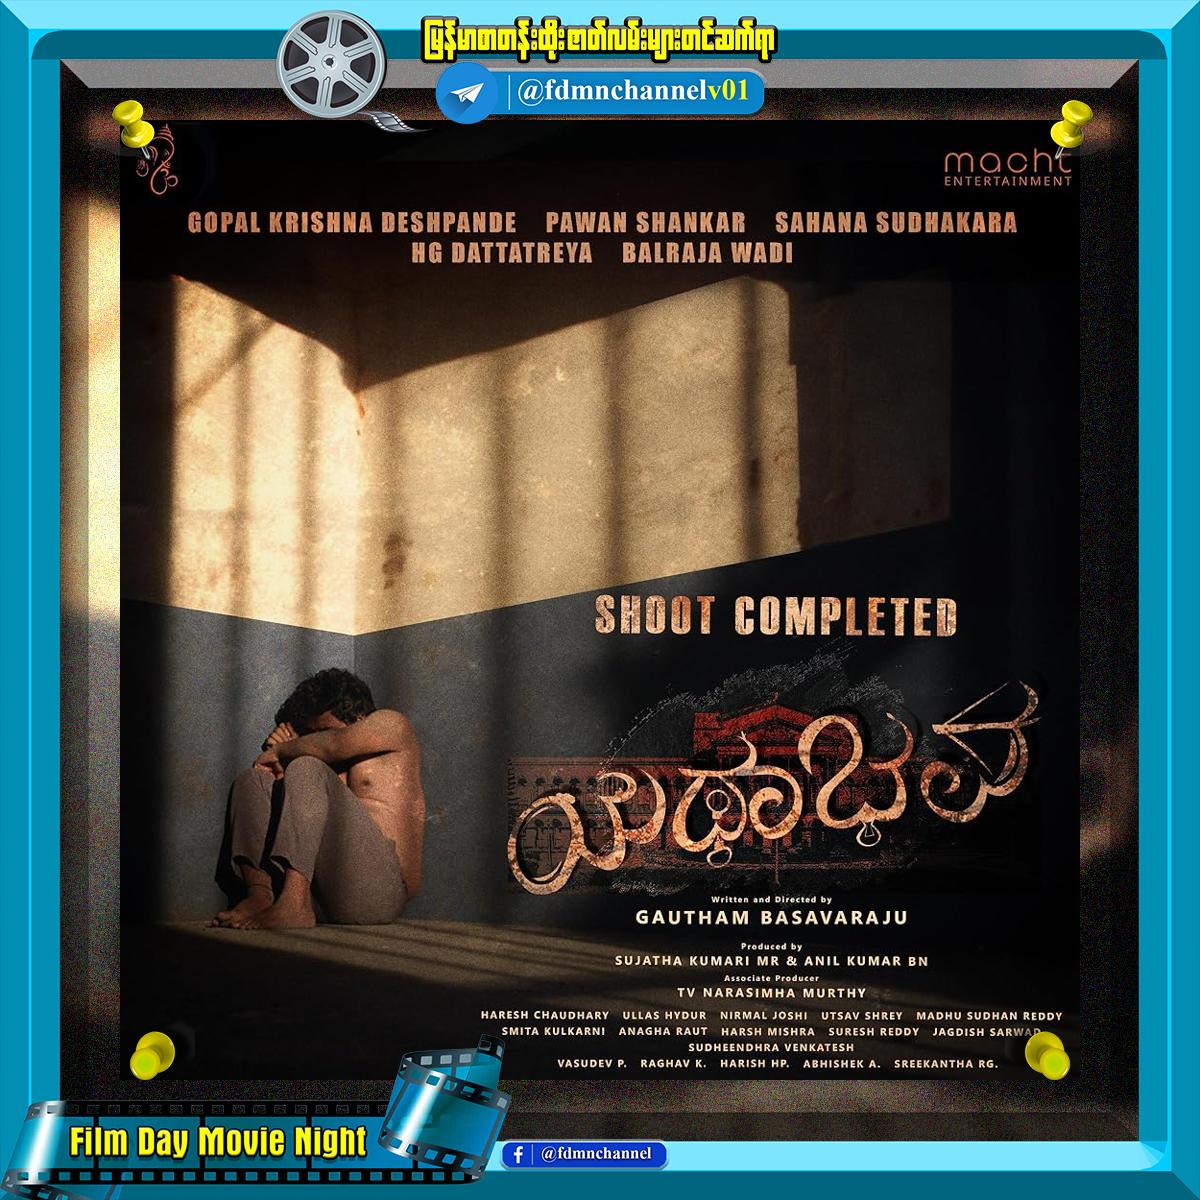 မြန်မာစာတန်းထိုး ဇာတ်လမ်းများတင်ဆက်ရာ
@fdmnchannelv01
macht
ENTERTAINMENT
GOPAL KRISHNA DESHPANDE PAWAN SHANKAR SAHANA SUDHAKARA
HG DATTATREYA BALRAJA WADI
SHOOT COMPLETED
ಯಥಾಭವ
Written and Directed by
GAUTHAM BASAVARAJU
Produced by
SUJATHA KUMARI MR & ANIL KUMAR BN
Associate Producer
TV NARASIMHA MURTHY
HARESH CHAUDHARY ULLAS HYDUR NIRMAL JOSHI UTSAV SHREY MADHU SUDHAN REDDY
SMITA KULKARNI ANAGHA RAUT HARSH MISHRA SURESH REDDY JAGDISH SARWAD
SUDHEENDHRA VENKATESH
VASUDEV P. RAGHAV K. HARISH HP. ABHISHEK A. SREEKANTHA RG.
Film Day Movie Night
@fdmnchannel